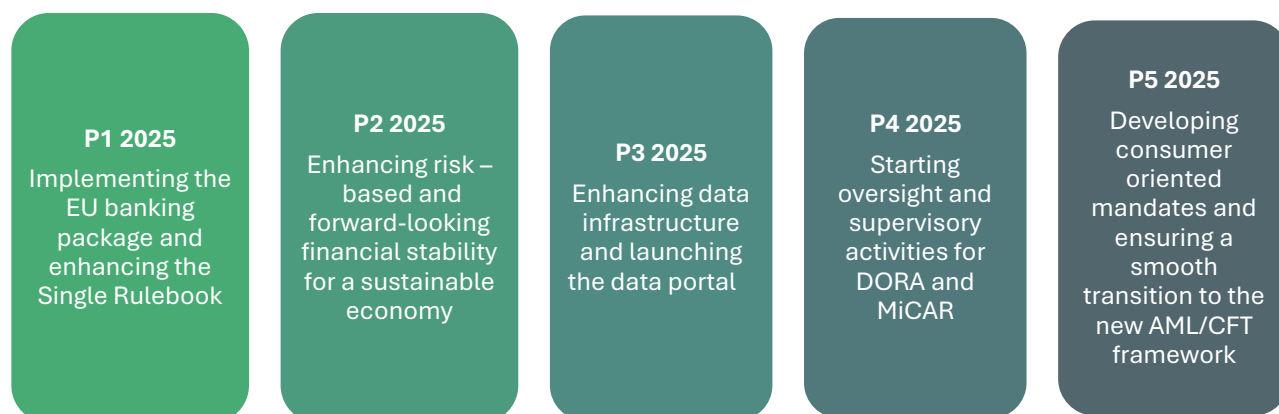 P1 2025
Implementing the
EU banking
package and
enhancing the
Single Rulebook
P2 2025
Enhancing risk –
based and
forward-looking
financial stability
for a sustainable
economy
P3 2025
Enhancing data
infrastructure
and launching
the data portal
P4 2025
Starting
oversight and
supervisory
activities for
DORA and
MiCAR
P5 2025
Developing
consumer
oriented
mandates and
ensuring a
smooth
transition to the
new AML/CFT
framework